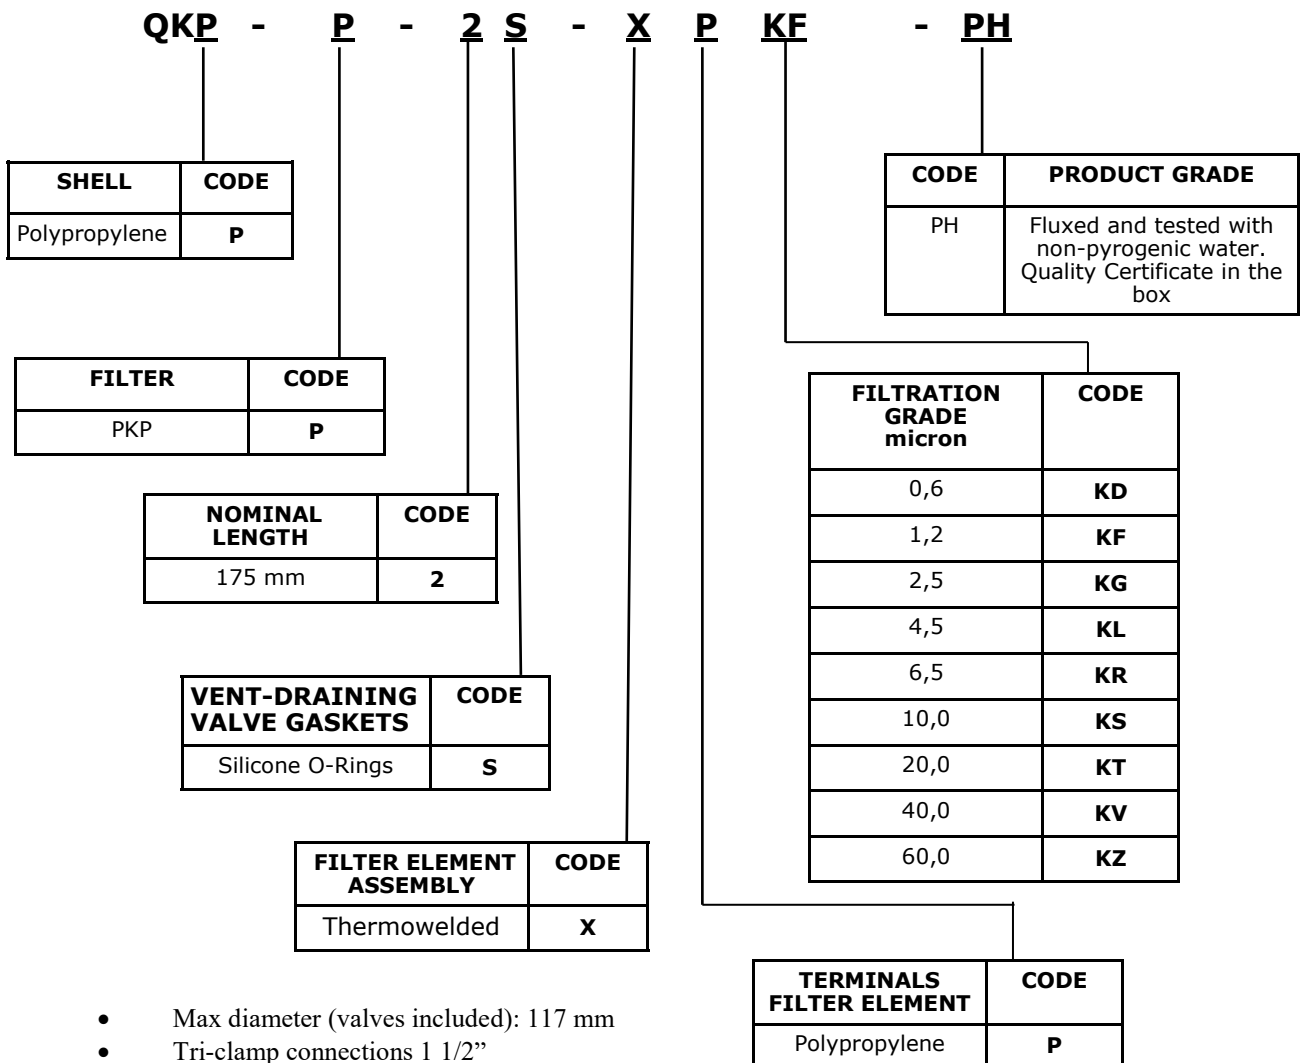 QKP - P - 2 S - X P KF - PH
SHELL CODE
Polypropylene P
CODE PRODUCT GRADE
PH Fluxed and tested with
non-pyrogenic water.
Quality Certificate in the
box
FILTER CODE
PKP P
FILTRATION CODE
GRADE
micron
0,6 KD
1,2 KF
2,5 KG
4,5 KL
6,5 KR
10,0 KS
20,0 KT
40,0 KV
60,0 KZ
NOMINAL CODE
LENGTH
175 mm 2
VENT-DRAINING CODE
VALVE GASKETS
Silicone O-Rings S
FILTER ELEMENT CODE
ASSEMBLY
Thermowelded X
TERMINALS CODE
FILTER ELEMENT
Polypropylene P
• Max diameter (valves included): 117 mm
• Tri-clamp connections 1 1/2”